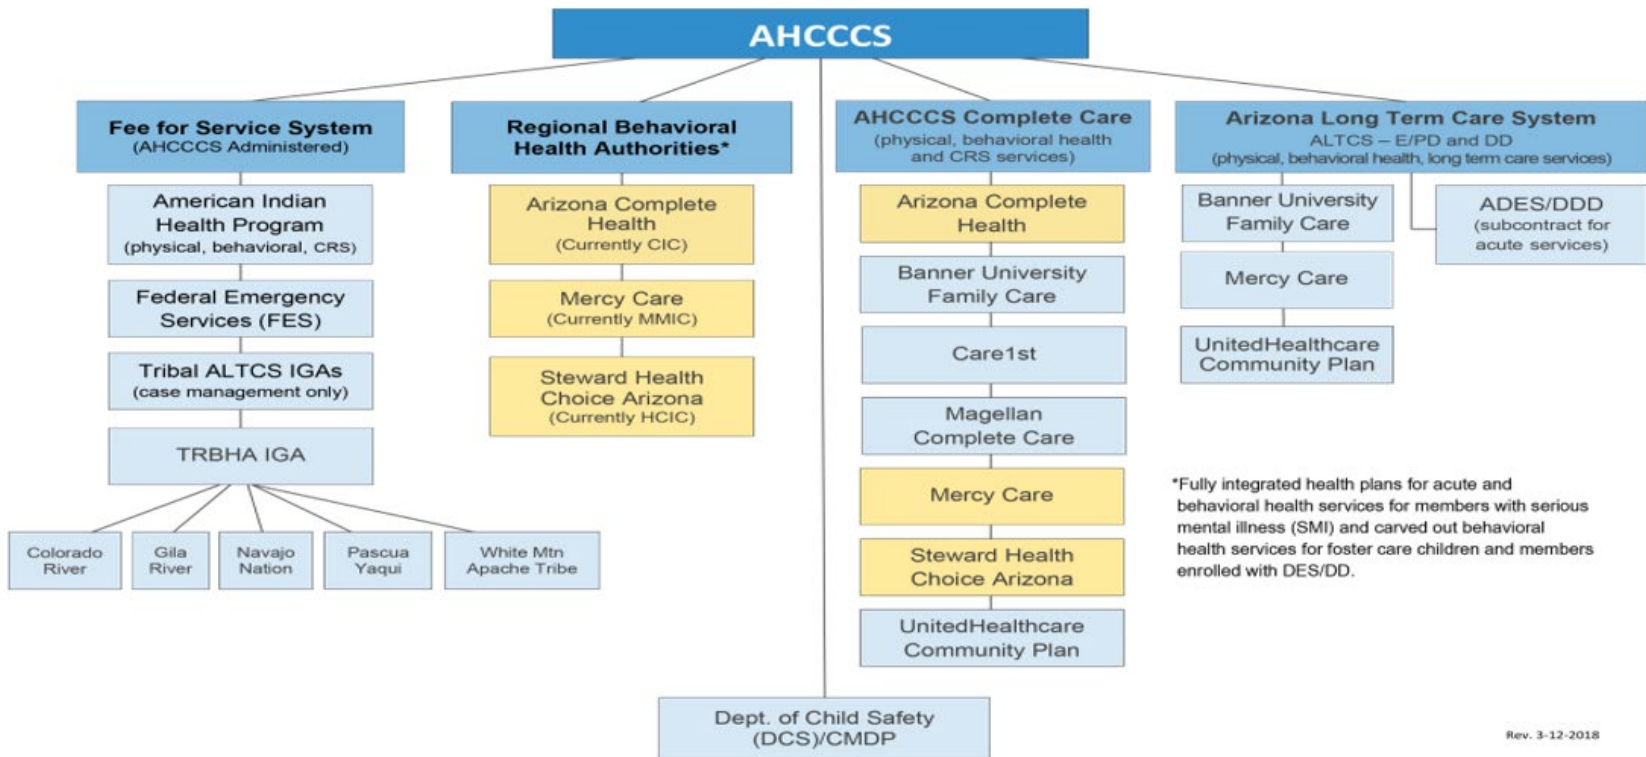 AHCCCS
Fee for Service System
(AHCCCS Administered)
American Indian
Health Program
(physical, behavioral, CRS)
Federal Emergency
Services (FES)
Tribal ALTCS IGAs
(case management only)
TRBHA IGA
Colorado
River
Gila
River
Navajo
Nation
Pascua
Yaqui
White Mtn
Apache Tribe
Regional Behavioral
Health Authorities*
Arizona Complete
Health
(Currently CIC)
Mercy Care
(Currently MMIC)
Steward Health
Choice Arizona
(Currently HCIC)
AHCCCS Complete Care
(physical, behavioral health
and CRS services)
Arizona Complete
Health
Banner University
Family Care
Care1st
Magellan
Complete Care
Mercy Care
Steward Health
Choice Arizona
UnitedHealthcare
Community Plan
Arizona Long Term Care System
ALTCS – E/PD and DD
(physical, behavioral health, long term care services)
Banner University
Family Care
Mercy Care
UnitedHealthcare
Community Plan
ADES/DDD
(subcontract for
acute services)
*Fully integrated health plans for acute and
behavioral health services for members with serious
mental illness (SMI) and carved out behavioral
health services for foster care children and members
enrolled with DES/DD.
Dept. of Child Safety
(DCS)/CMDP
Rev. 3-12-2018